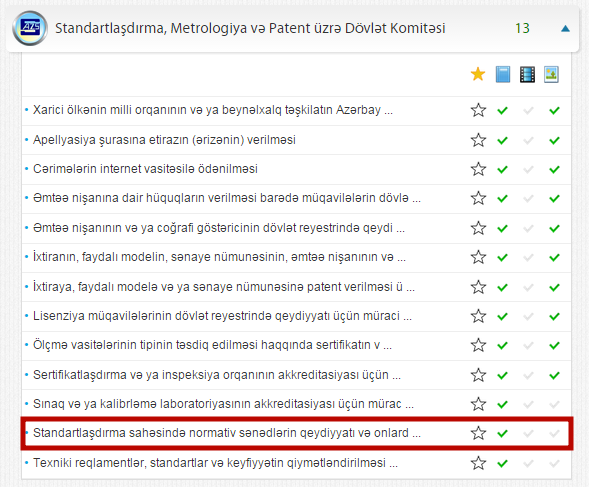 Standartlaşdırma, Metrologiya və Patent üzrə Dövlət Komitəsi 13
Xarici ölkənin milli orqanının və ya beynəlxalq təşkilatın Azərbay ...
Apellyasiya şurasına etirazın (ərizənin) verilməsi
Cərimələrin internet vasitəsilə ödənilməsi
Əmtəə nişanına dair hüquqların verilməsi barədə müqavilələrin dövlə ...
Əmtəə nişanının və ya coğrafi göstəricinin dövlət reyestrində qeydi ...
İxtiranın, faydalı modelin, sənaye nümunəsinin, əmtəə nişanının və ...
İxtiraya, faydalı modelə və ya sənaye nümunəsinə patent verilməsi ü ...
Lisenziya müqavilələrinin dövlət reyestrində qeydiyyatı üçün müraci ...
Ölçmə vasitələrinin tipinin təsdiq edilməsi haqqında sertifikatın v ...
Sertifikatlaşdırma və ya inspeksiya orqanının akkreditasiyası üçün ...
Sınaq və ya kalibrləmə laboratoriyasının akkreditasiyası üçün mürac ...
Standartlaşdırma sahəsində normativ sənədlərin qeydiyyatı və onlard ...
Texniki reqlamentlər, standartlar və keyfiyyətin qiymətləndirilməsi ...